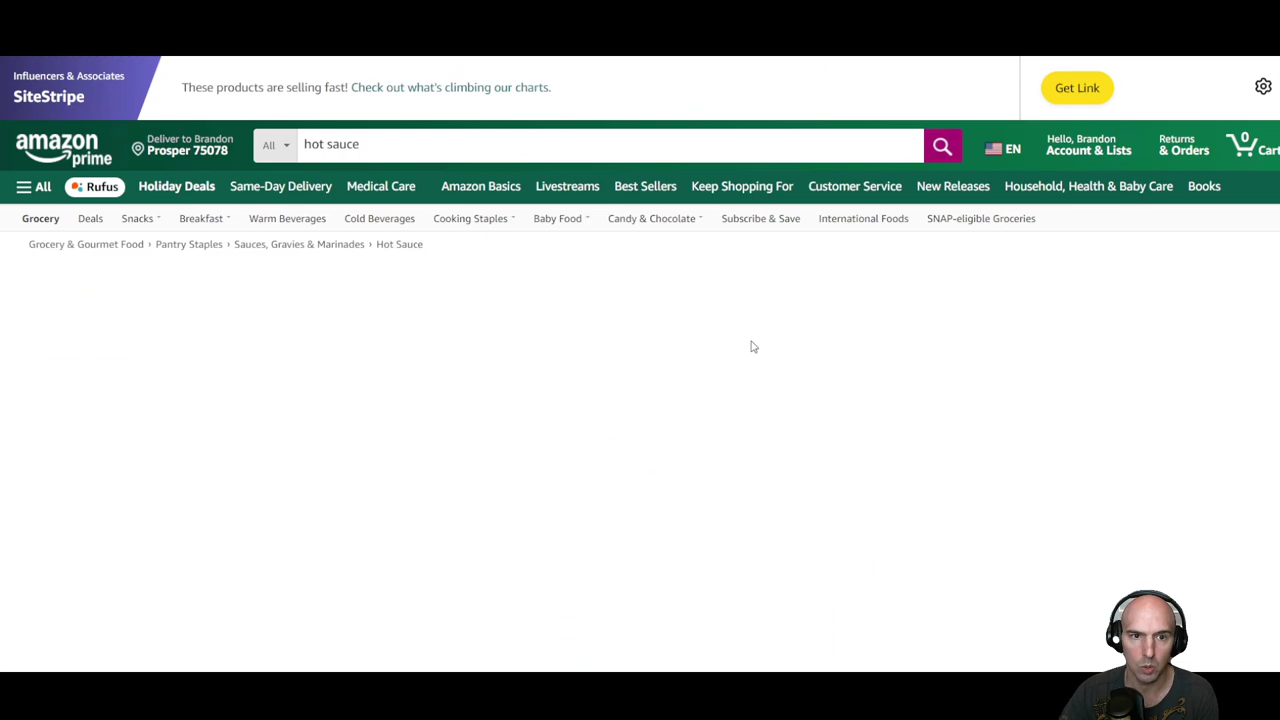 Influencers & Associates
SiteStripe
These products are selling fast! Check out what's climbing our charts.
Get Link
amazon prime
Deliver to Brandon
Prosper 75078
All
hot sauce
EN
Hello, Brandon
Account & Lists
Returns
& Orders
0
Cart
All
Rufus
Holiday Deals
Same-Day Delivery
Medical Care
Amazon Basics
Livestreams
Best Sellers
Keep Shopping For
Customer Service
New Releases
Household, Health & Baby Care
Books
Grocery
Deals
Snacks
Breakfast
Warm Beverages
Cold Beverages
Cooking Staples
Baby Food
Candy & Chocolate
Subscribe & Save
International Foods
SNAP-eligible Groceries
Grocery & Gourmet Food › Pantry Staples › Sauces, Gravies & Marinades › Hot Sauce